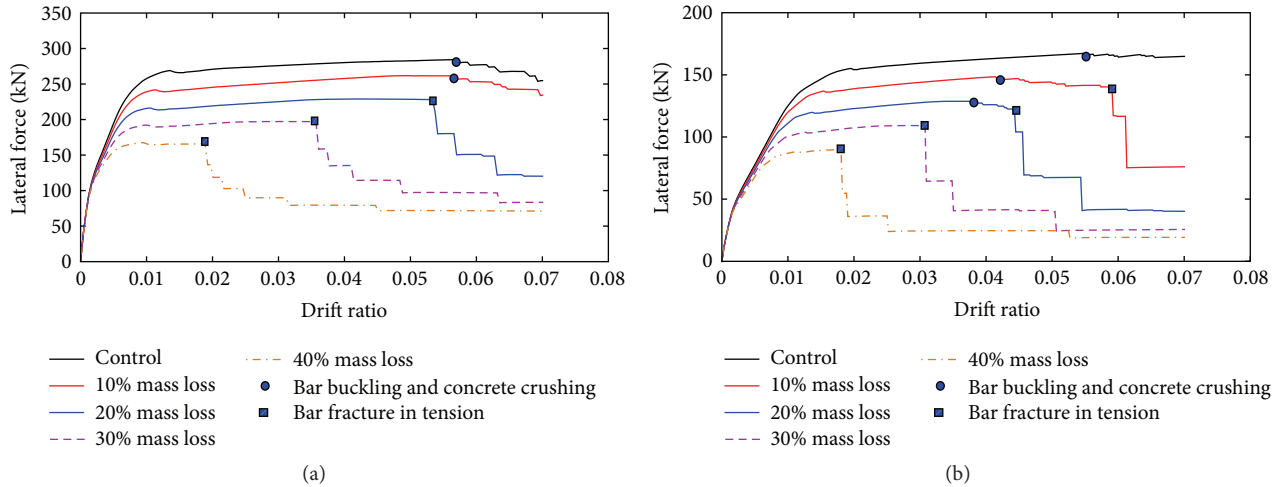 350
300
250
200
150
100
50
0
Lateral force (kN)
0 0.01 0.02 0.03 0.04 0.05 0.06 0.07 0.08
Drift ratio
Control
10% mass loss
20% mass loss
30% mass loss
40% mass loss
Bar buckling and concrete crushing
Bar fracture in tension
(a)
200
150
100
50
0
Lateral force (kN)
0 0.01 0.02 0.03 0.04 0.05 0.06 0.07 0.08
Drift ratio
Control
10% mass loss
20% mass loss
30% mass loss
40% mass loss
Bar buckling and concrete crushing
Bar fracture in tension
(b)